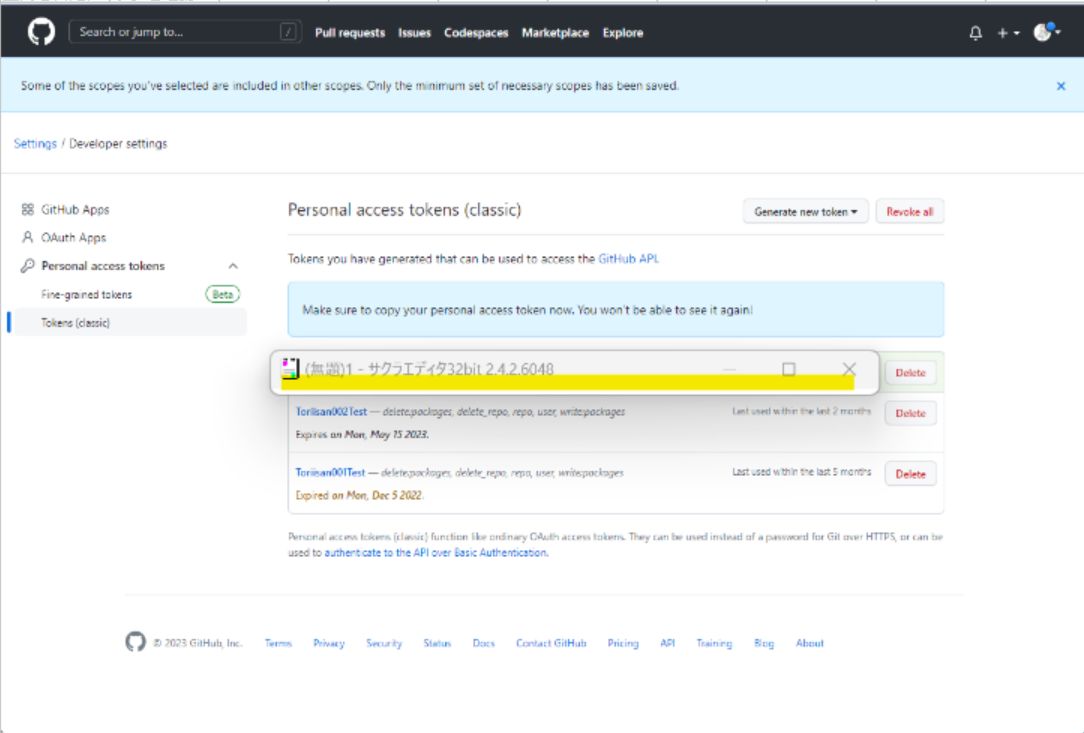 Search or jump to... /
Pull requests Issues Codespaces Marketplace Explore
Some of the scopes you've selected are included in other scopes. Only the minimum set of necessary scopes has been saved.
Settings / Developer settings
GitHub Apps
OAuth Apps
Personal access tokens
Fine-grained tokens Beta
Tokens (classic)
Personal access tokens (classic)
Generate new token
Revoke all
Tokens you have generated that can be used to access the GitHub API.
Make sure to copy your personal access token now. You won't be able to see it again!
(無題)1 - サクラエディタ32bit 2.4.2.6048
Delete
Toriisan002Test — delete:packages, delete_repo, repo, user, write:packages
Last used within the last 2 months
Delete
Expires on Mon, May 15 2023.
Toriisan001Test — delete:packages, delete_repo, repo, user, write:packages
Last used within the last 5 months
Delete
Expired on Mon, Dec 5 2022.
Personal access tokens (classic) function like ordinary OAuth access tokens. They can be used instead of a password for Git over HTTPS, or can be
used to authenticate to the API over Basic Authentication.
© 2023 GitHub, Inc. Terms Privacy Security Status Docs Contact GitHub Pricing API Training Blog About